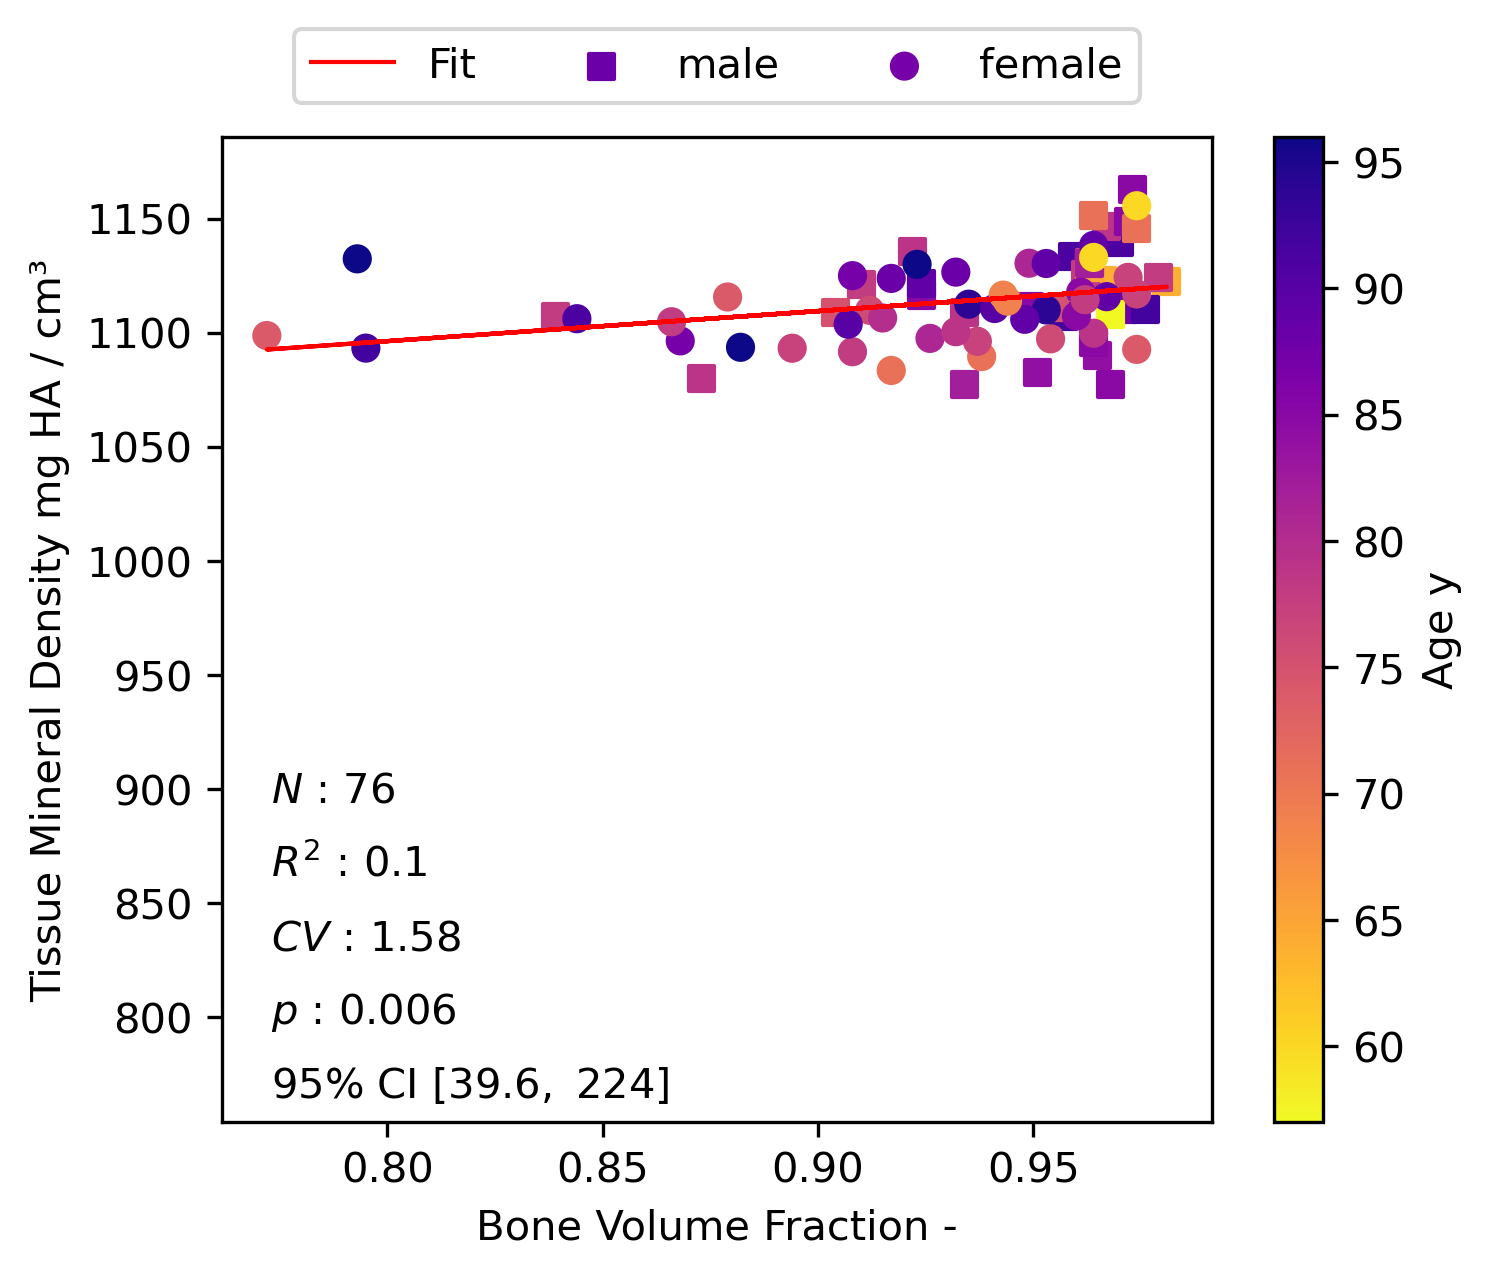 Fit male female
1150
1100
1050
1000
950
900
850
800
Tissue Mineral Density mg HA / cm³
N : 76
R² : 0.1
CV : 1.58
p : 0.006
95% CI [39.6, 224]
0.80 0.85 0.90 0.95
Bone Volume Fraction -
95
90
85
80
75
70
65
60
Age y